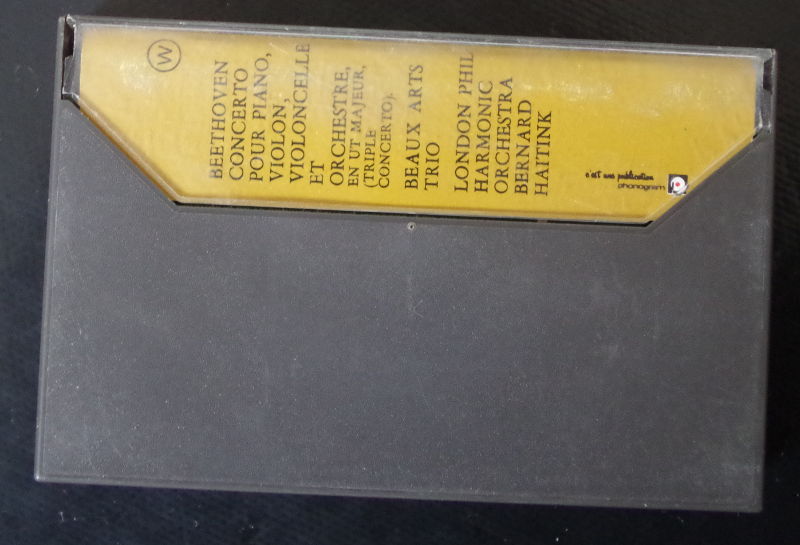 W
BEETHOVEN
CONCERTO
POUR PIANO,
VIOLON,
VIOLONCELLE
ET
ORCHESTRE,
EN UT MAJEUR,
(TRIPLE
CONCERTO).
BEAUX ARTS
TRIO
LONDON PHIL
HARMONIC
ORCHESTRA
BERNARD
HAITINK
c'est une publication
phonogram